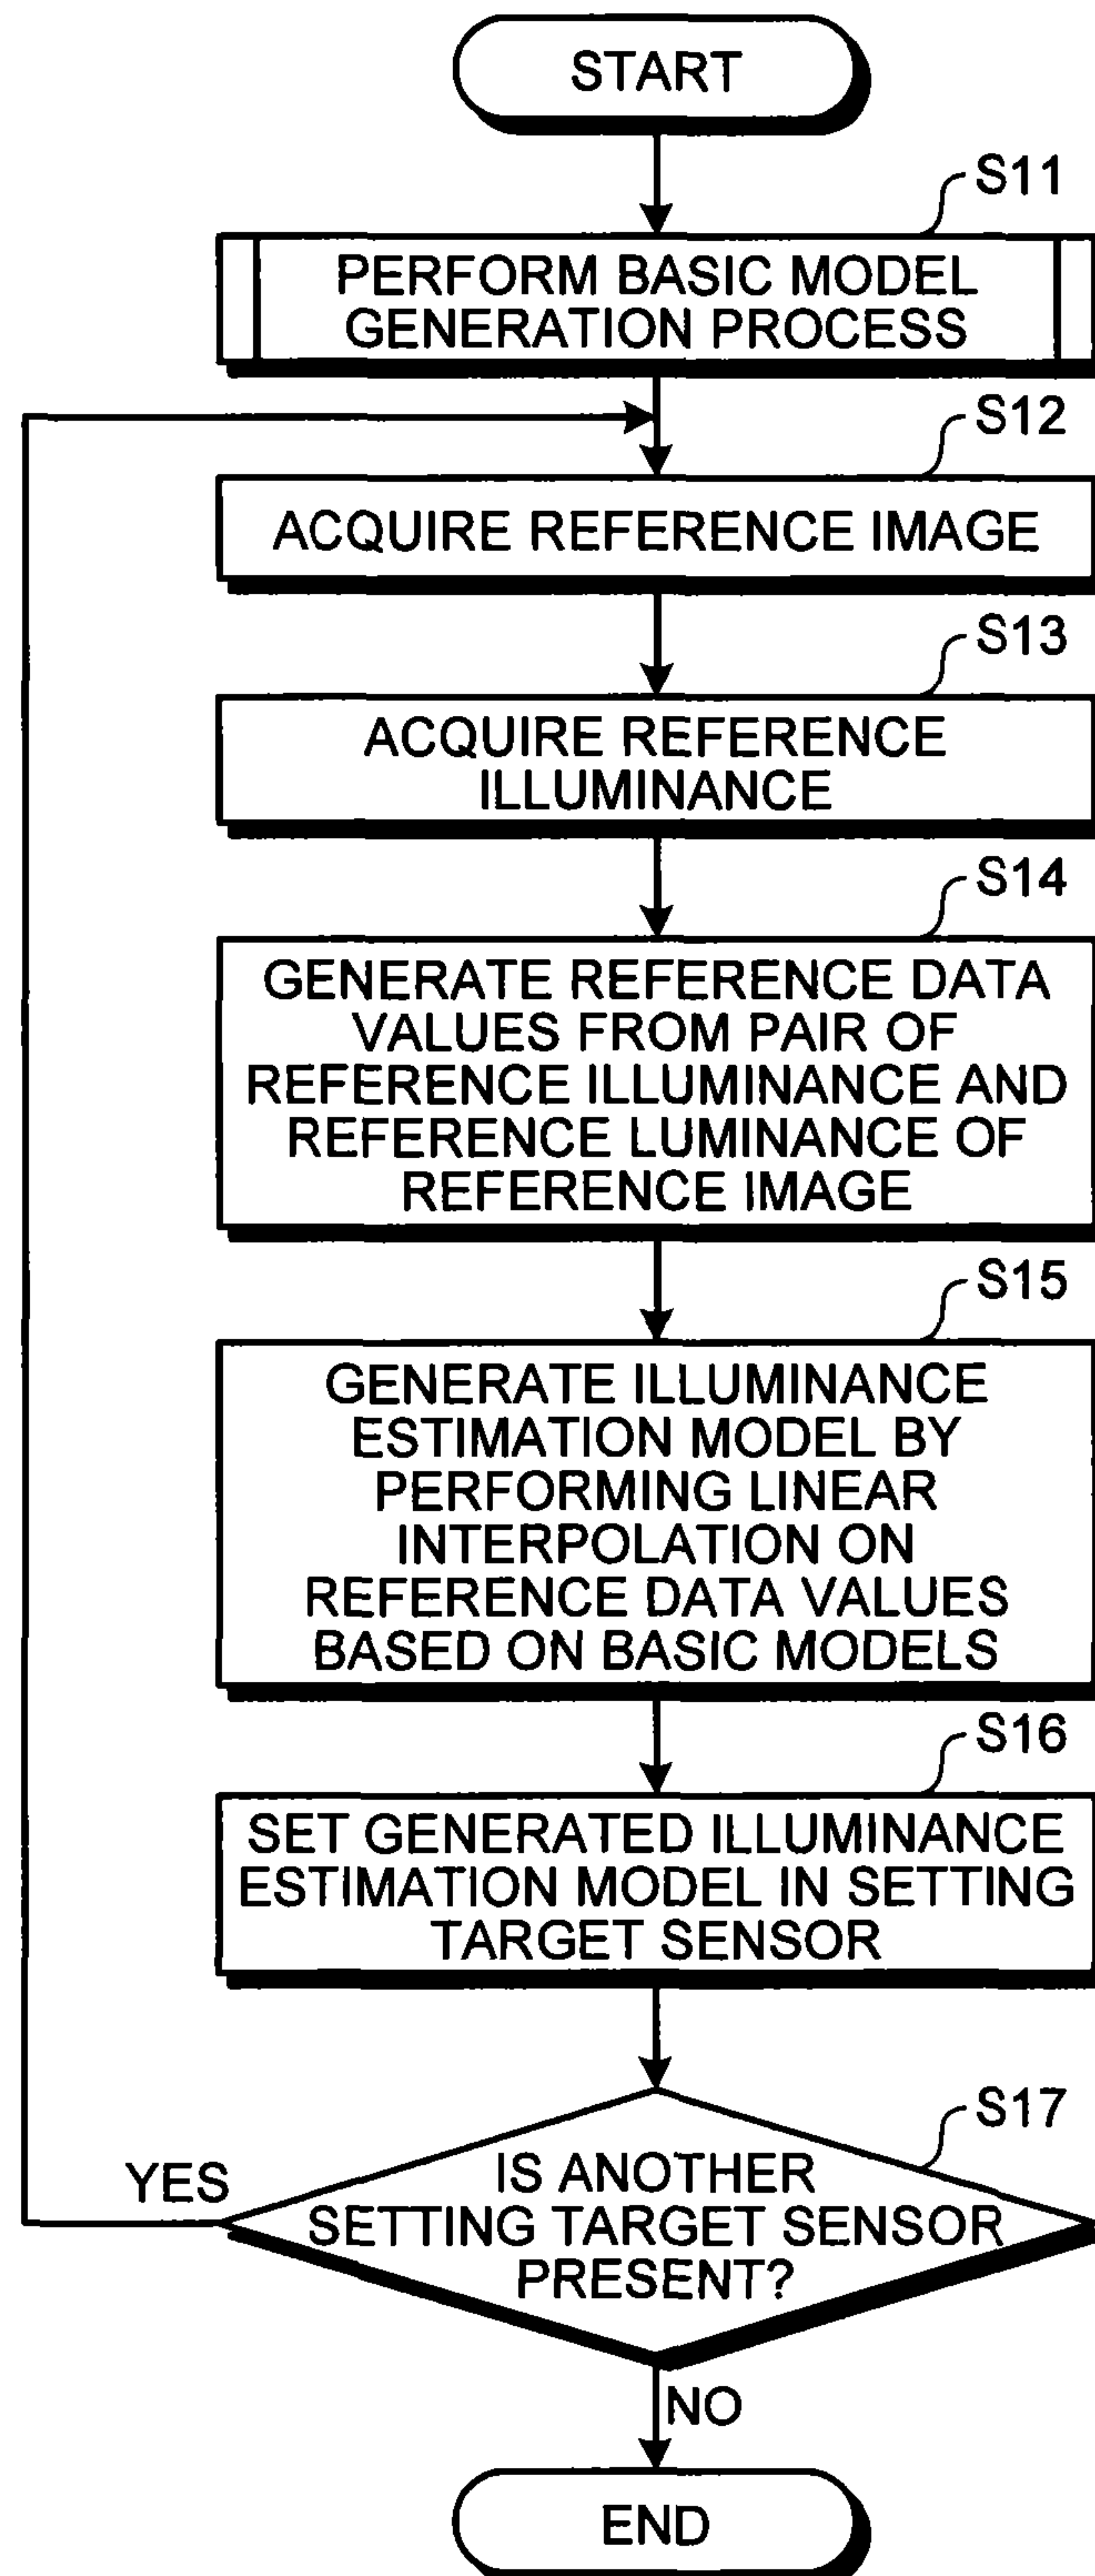 START
S11
PERFORM BASIC MODEL
GENERATION PROCESS
S12
ACQUIRE REFERENCE IMAGE
S13
ACQUIRE REFERENCE
ILLUMINANCE
S14
GENERATE REFERENCE DATA
VALUES FROM PAIR OF
REFERENCE ILLUMINANCE AND
REFERENCE LUMINANCE OF
REFERENCE IMAGE
S15
GENERATE ILLUMINANCE
ESTIMATION MODEL BY
PERFORMING LINEAR
INTERPOLATION ON
REFERENCE DATA VALUES
BASED ON BASIC MODELS
S16
SET GENERATED ILLUMINANCE
ESTIMATION MODEL IN SETTING
TARGET SENSOR
S17
YES
IS ANOTHER
SETTING TARGET SENSOR
PRESENT?
NO
END